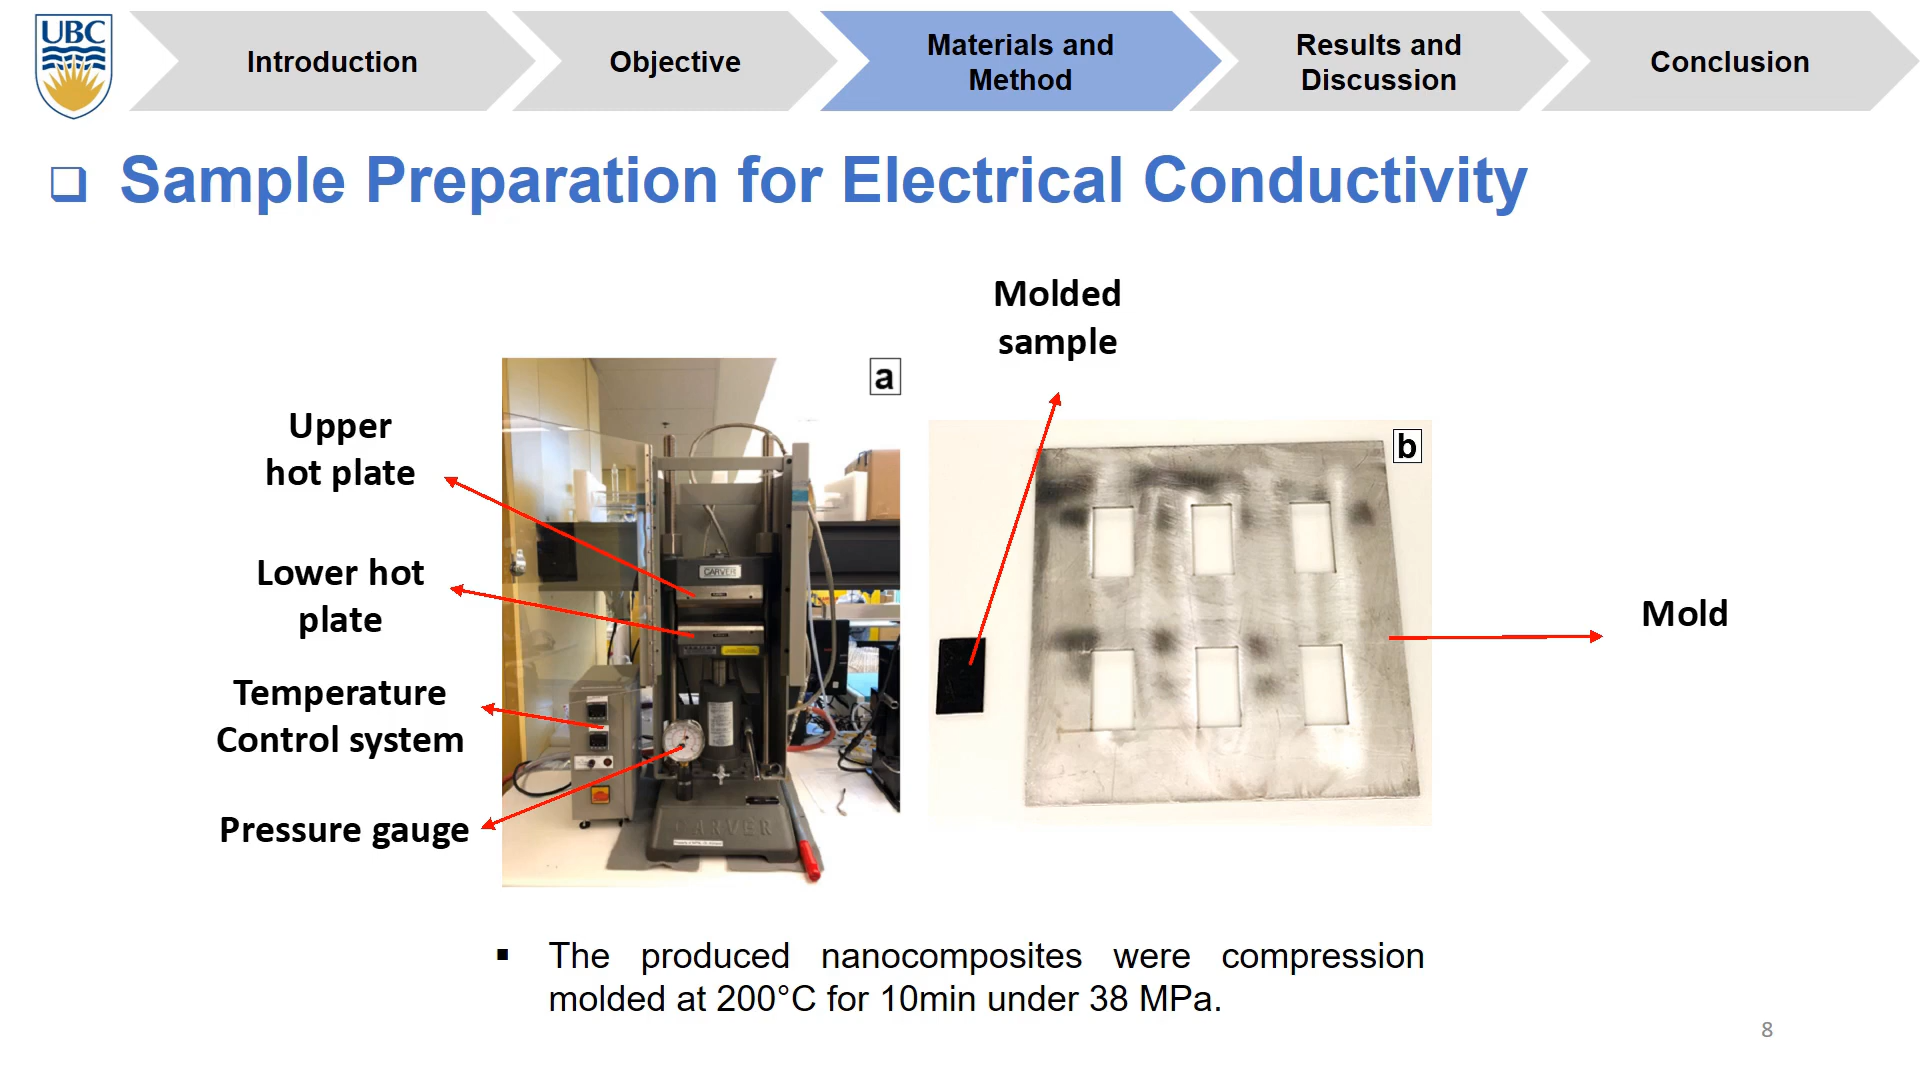 UBC
Introduction
Objective
Materials and
Method
Results and
Discussion
Conclusion
Sample Preparation for Electrical Conductivity
Molded
sample
a
b
Upper
hot plate
Lower hot
plate
Temperature
Control system
Pressure gauge
CARVER
CARVER
Mold
The produced nanocomposites were compression
molded at 200°C for 10min under 38 MPa.
8